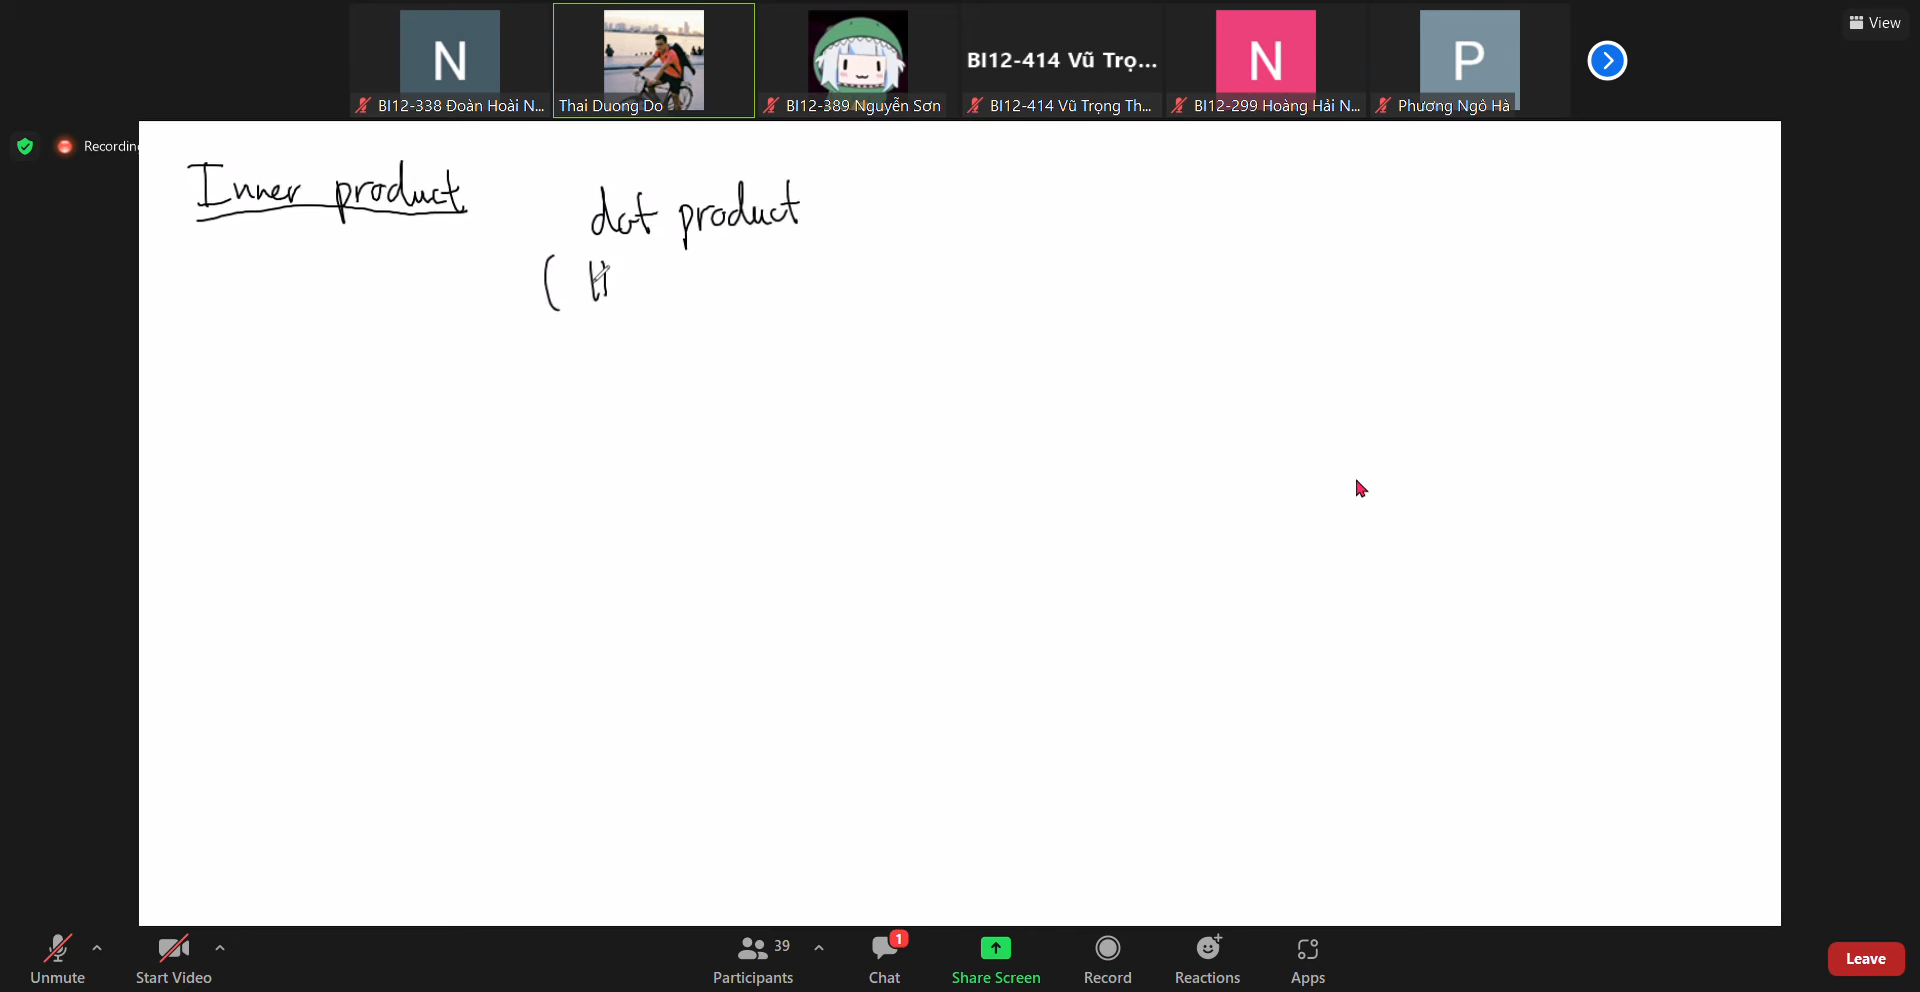 View
N
BI12-338 Đoàn Hoài N...
Thai Duong Do
BI12-389 Nguyễn Sơn
BI12-414 Vũ Trọ...
BI12-414 Vũ Trọng Th...
N
BI12-299 Hoàng Hải N...
P
Phương Ngô Hà
Recording
Inner product
dot product
( H
Unmute
Start Video
39
Participants
1
Chat
Share Screen
Record
Reactions
Apps
Leave